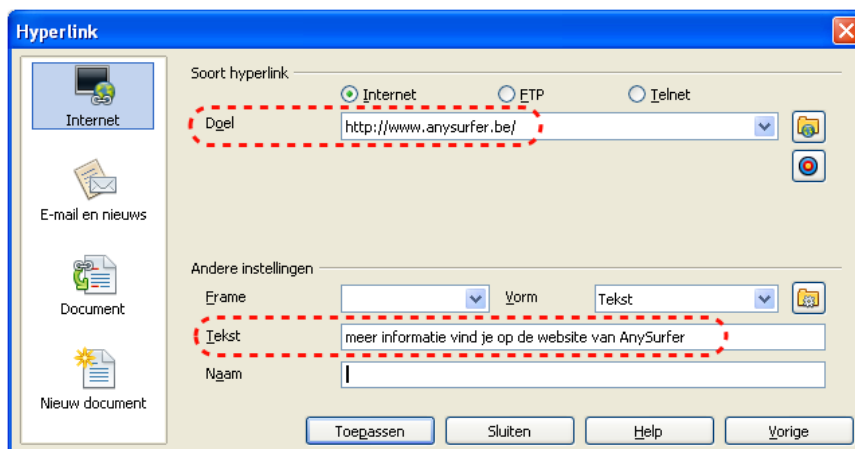 Hyperlink
Internet
E-mail en nieuws
Document
Nieuw document
Soort hyperlink
Internet FTP Telnet
Doel http://www.anysurfer.be/
Andere instellingen
Frame Vorm Tekst
Tekst meer informatie vind je op de website van AnySurfer
Naam
Toepassen Sluiten Help Vorige